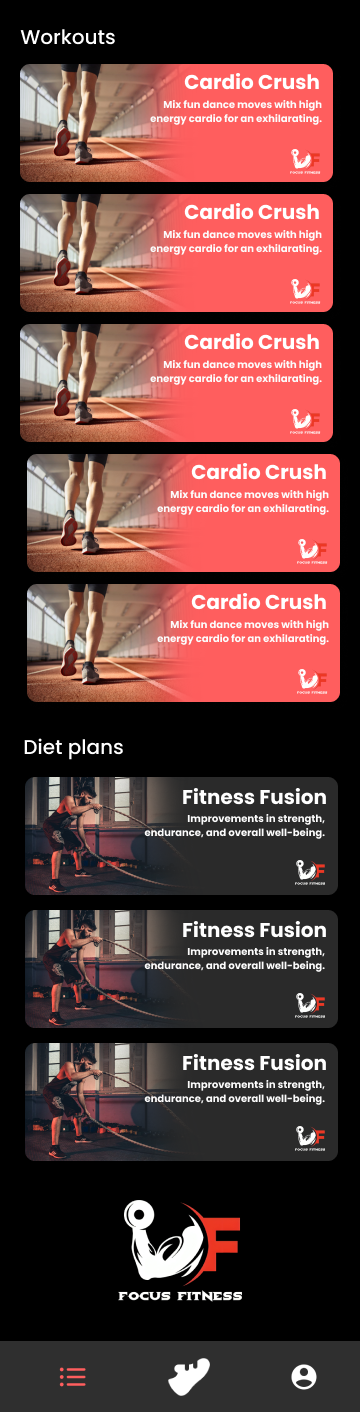 Workouts
Cardio Crush
Mix fun dance moves with high
energy cardio for an exhilarating.
FOCUS FITNESS
Cardio Crush
Mix fun dance moves with high
energy cardio for an exhilarating.
FOCUS FITNESS
Cardio Crush
Mix fun dance moves with high
energy cardio for an exhilarating.
FOCUS FITNESS
Cardio Crush
Mix fun dance moves with high
energy cardio for an exhilarating.
FOCUS FITNESS
Cardio Crush
Mix fun dance moves with high
energy cardio for an exhilarating.
FOCUS FITNESS
Diet plans
Fitness Fusion
Improvements in strength,
endurance, and overall well-being.
FOCUS FITNESS
Fitness Fusion
Improvements in strength,
endurance, and overall well-being.
FOCUS FITNESS
Fitness Fusion
Improvements in strength,
endurance, and overall well-being.
FOCUS FITNESS
F
FOCUS FITNESS